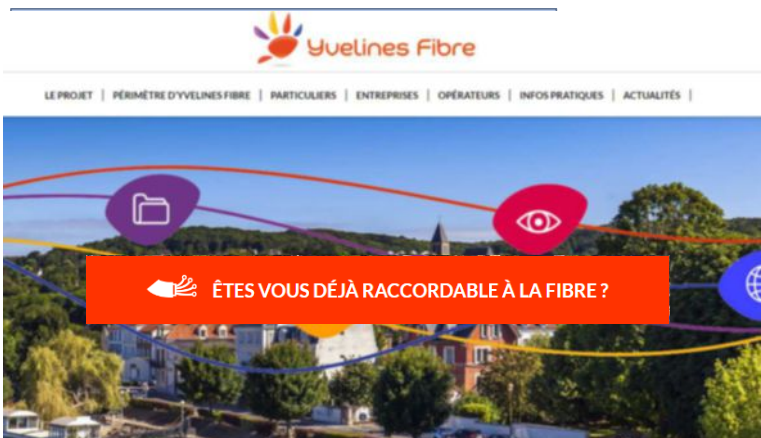 Yvelines Fibre
LE PROJET | PÉRIMÈTRE D'YVELINES FIBRE | PARTICULIERS | ENTREPRISES | OPÉRATEURS | INFOS PRATIQUES | ACTUALITÉS |
ÊTES VOUS DÉJÀ RACCORDABLE À LA FIBRE ?